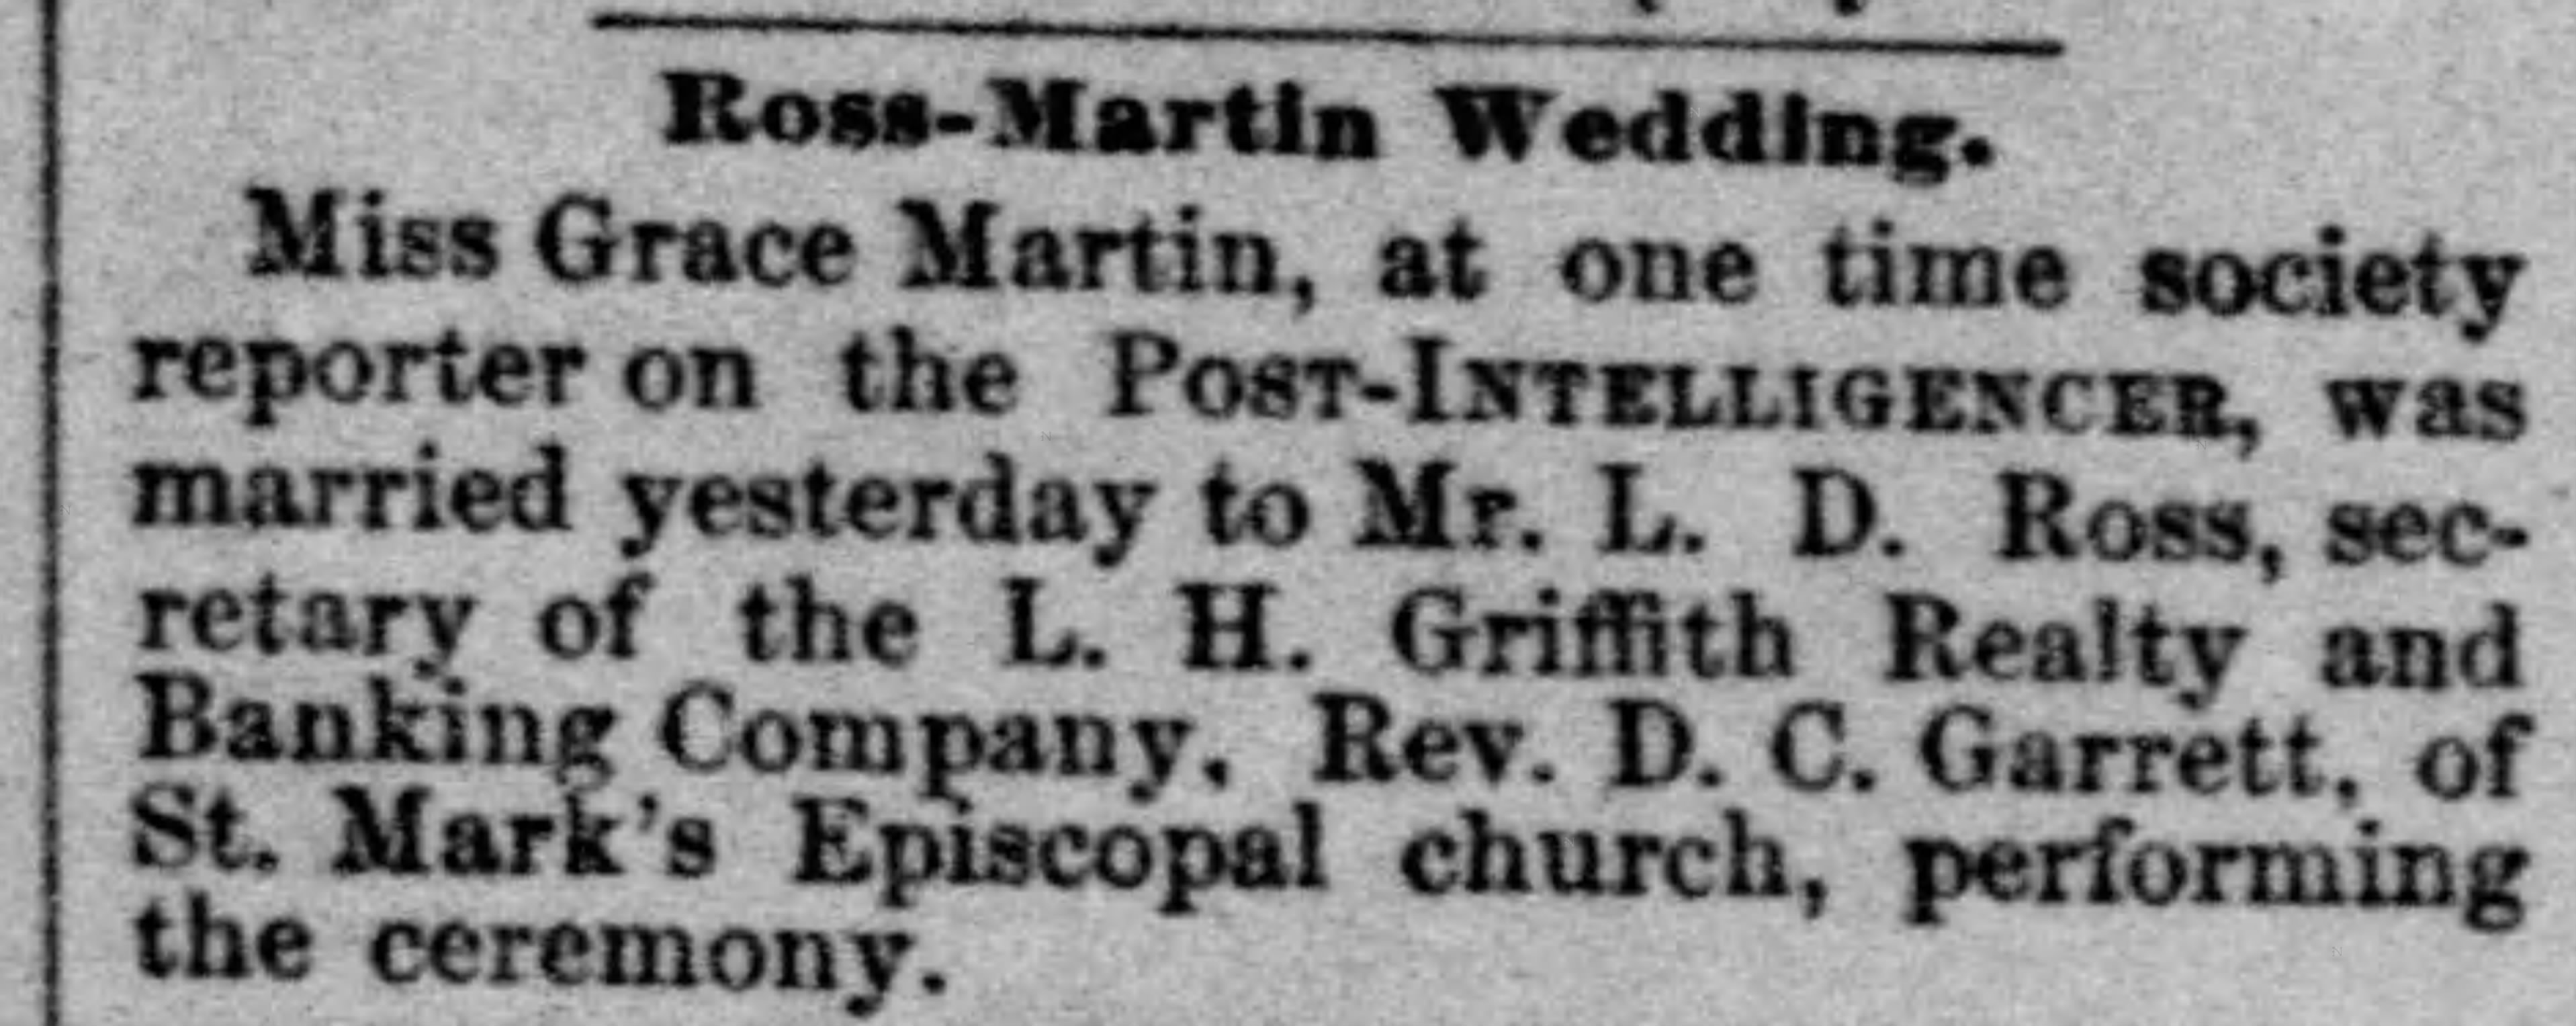 Ross-Martin Wedding.
Miss Grace Martin, at one time society
reporter on the POST-INTELLIGENCER, was
married yesterday to Mr. L. D. Ross, sec-
retary of the L. H. Griffith Realty and
Banking Company, Rev. D. C. Garrett, of
St. Mark's Episcopal church, performing
the ceremony.